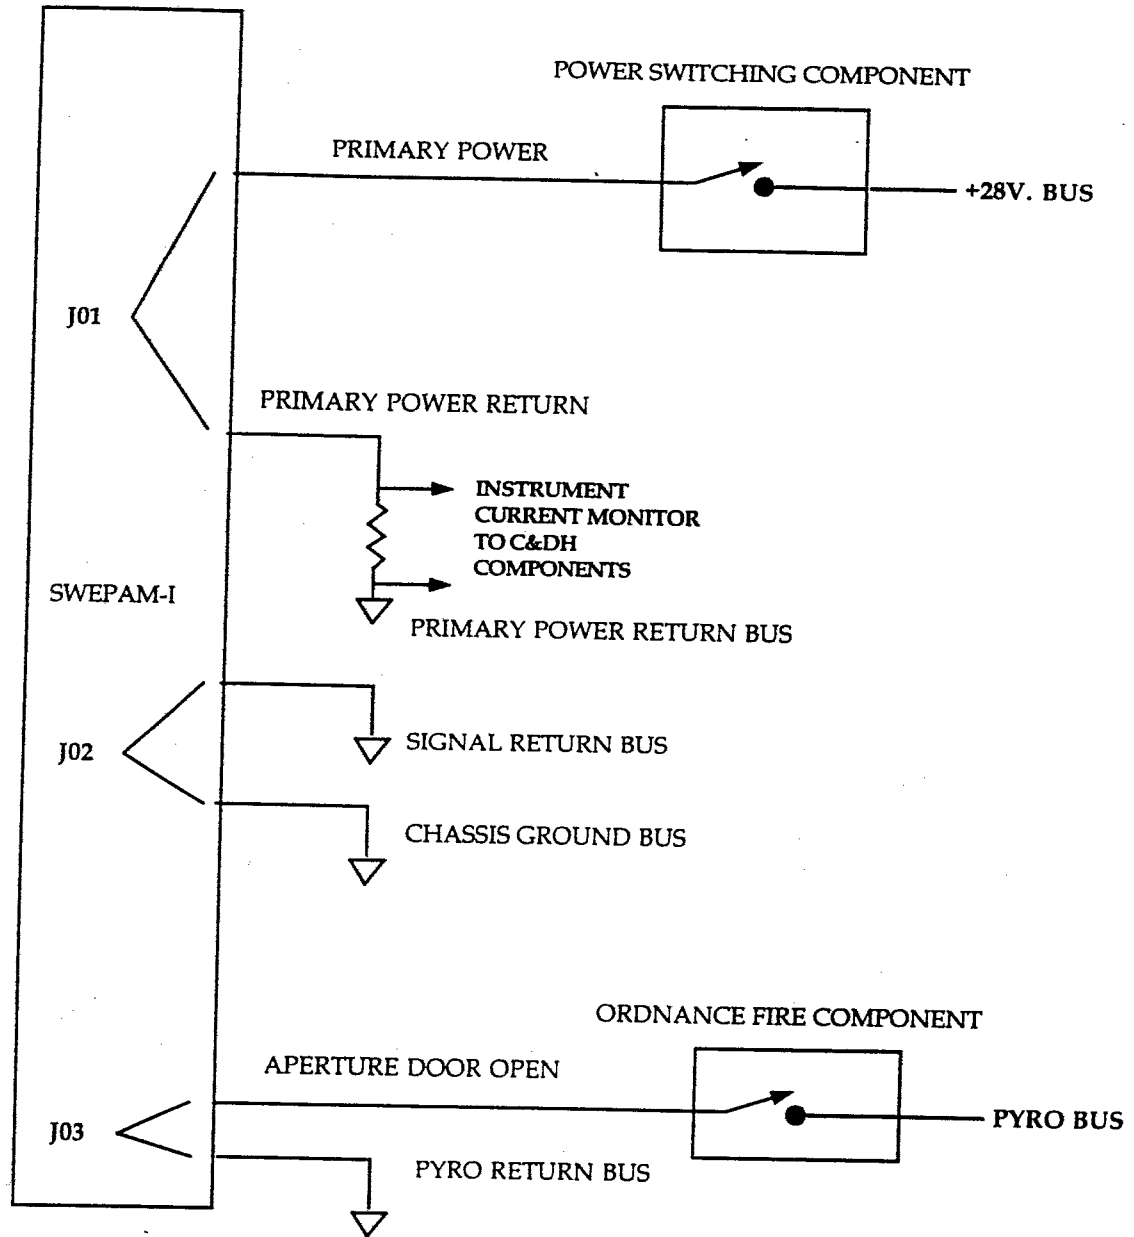 POWER SWITCHING COMPONENT
PRIMARY POWER
+28V. BUS
J01
PRIMARY POWER RETURN
INSTRUMENT
CURRENT MONITOR
TO C&DH
COMPONENTS
SWEPAM-I
PRIMARY POWER RETURN BUS
J02
SIGNAL RETURN BUS
CHASSIS GROUND BUS
ORDNANCE FIRE COMPONENT
APERTURE DOOR OPEN
PYRO BUS
J03
PYRO RETURN BUS